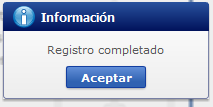 Información
Registro completado
Aceptar